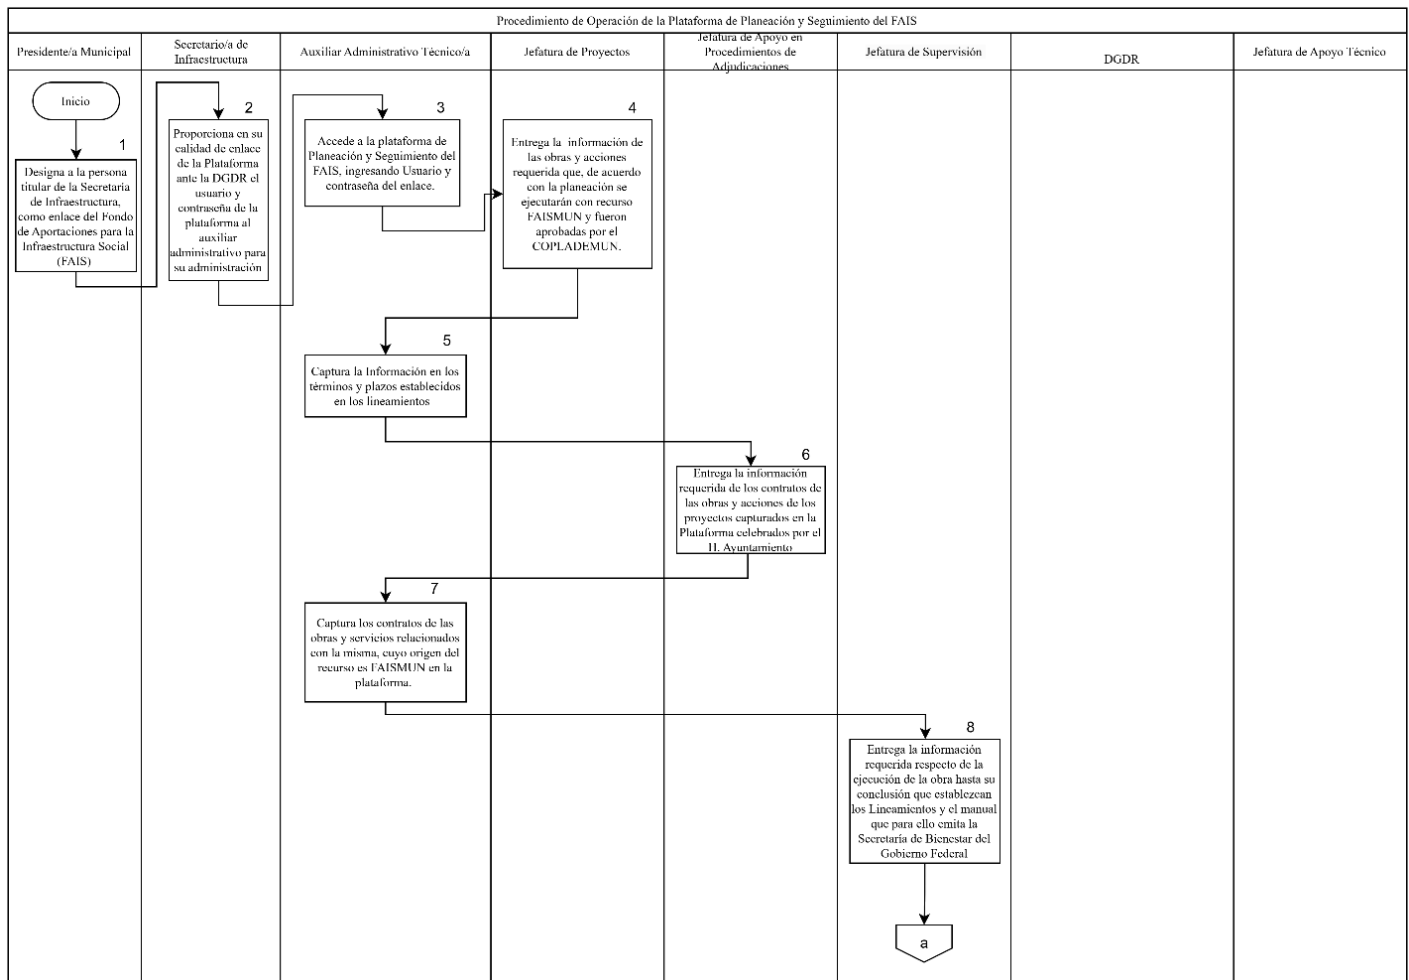 Procedimiento de Operación de la Plataforma de Planeación y Seguimiento del FAIS
Presidente/a Municipal
Secretario/a de
Infraestructura
Auxiliar Administrativo Técnico/a
Jefatura de Proyectos
Jefatura de Apoyo en
Procedimientos de
Adjudicaciones
Jefatura de Supervisión
DGDR
Jefatura de Apoyo Técnico
Inicio
1
Designa a la persona
titular de la Secretaría
de Infraestructura,
como enlace del Fondo
de Aportaciones para la
Infraestructura Social
(FAIS)
2
Proporciona en su
calidad de enlace
de la Plataforma
ante la DGDR el
usuario y
contraseña de la
plataforma al
auxiliar
administrativo para
su administración
3
Accede a la plataforma de
Planeación y Seguimiento del
FAIS, ingresando Usuario y
contraseña del enlace.
4
Entrega la información de
las obras y acciones
requerida que, de acuerdo
con la planeación se
ejecutarán con recurso
FAISMUN y fueron
aprobadas por el
COPLADEMUN.
5
Captura la Información en los
términos y plazos establecidos
en los lineamientos
6
Entrega la información
requerida de los contratos de
las obras y acciones de los
proyectos capturados en la
Plataforma celebrados por el
H. Ayuntamiento
7
Captura los contratos de las
obras y servicios relacionados
con la misma, cuyo origen del
recurso es FAISMUN en la
plataforma.
8
Entrega la información
requerida respecto de la
ejecución de la obra hasta su
conclusión que establezcan
los Lineamientos y el manual
que para ello emita la
Secretaría de Bienestar del
Gobierno Federal
a